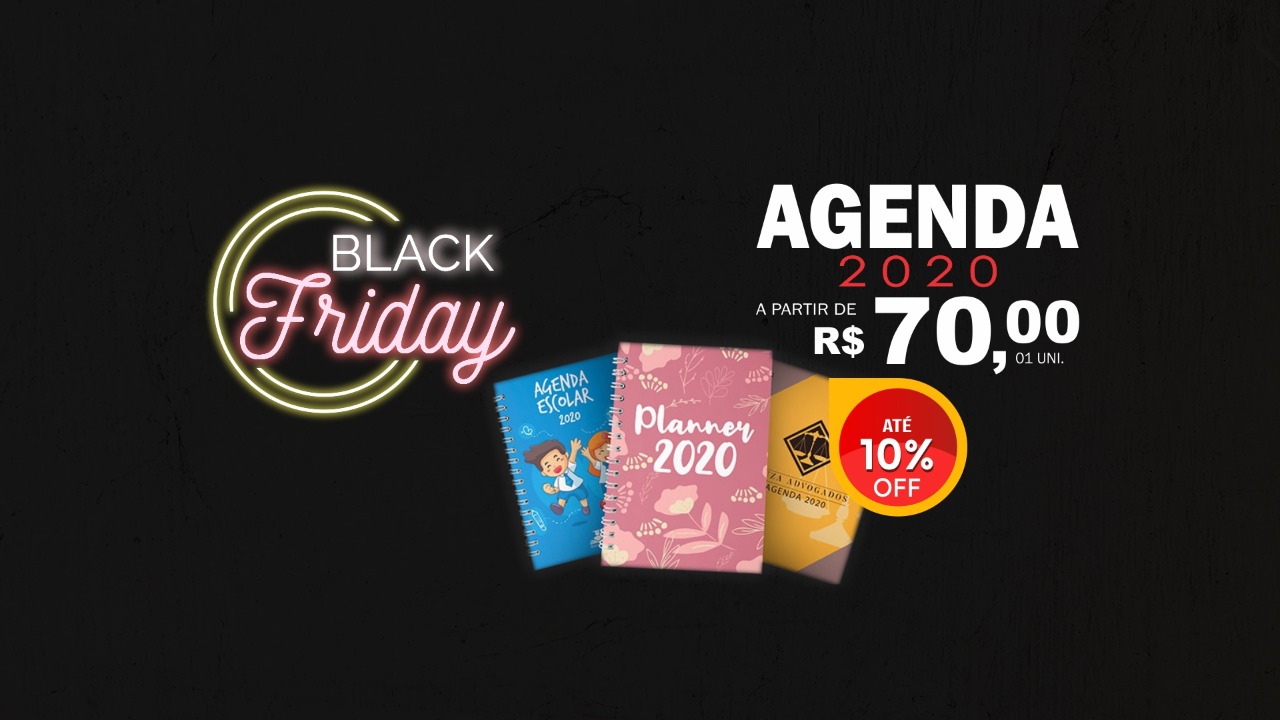 BLACK
Friday
AGENDA
2020
A PARTIR DE
R$ 70,00
01 UNI.
AGENDA
ESCOLAR
2020
Planner
2020
ZA ADVOGADOS
AGENDA 2020
ATÉ
10%
OFF